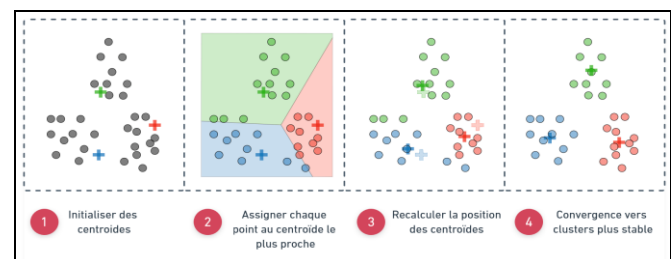 1
Initialiser des
centroides
2
Assigner chaque
point au centroïde le
plus proche
3
Recalculer la position
des centroïdes
4
Convergence vers
clusters plus stable